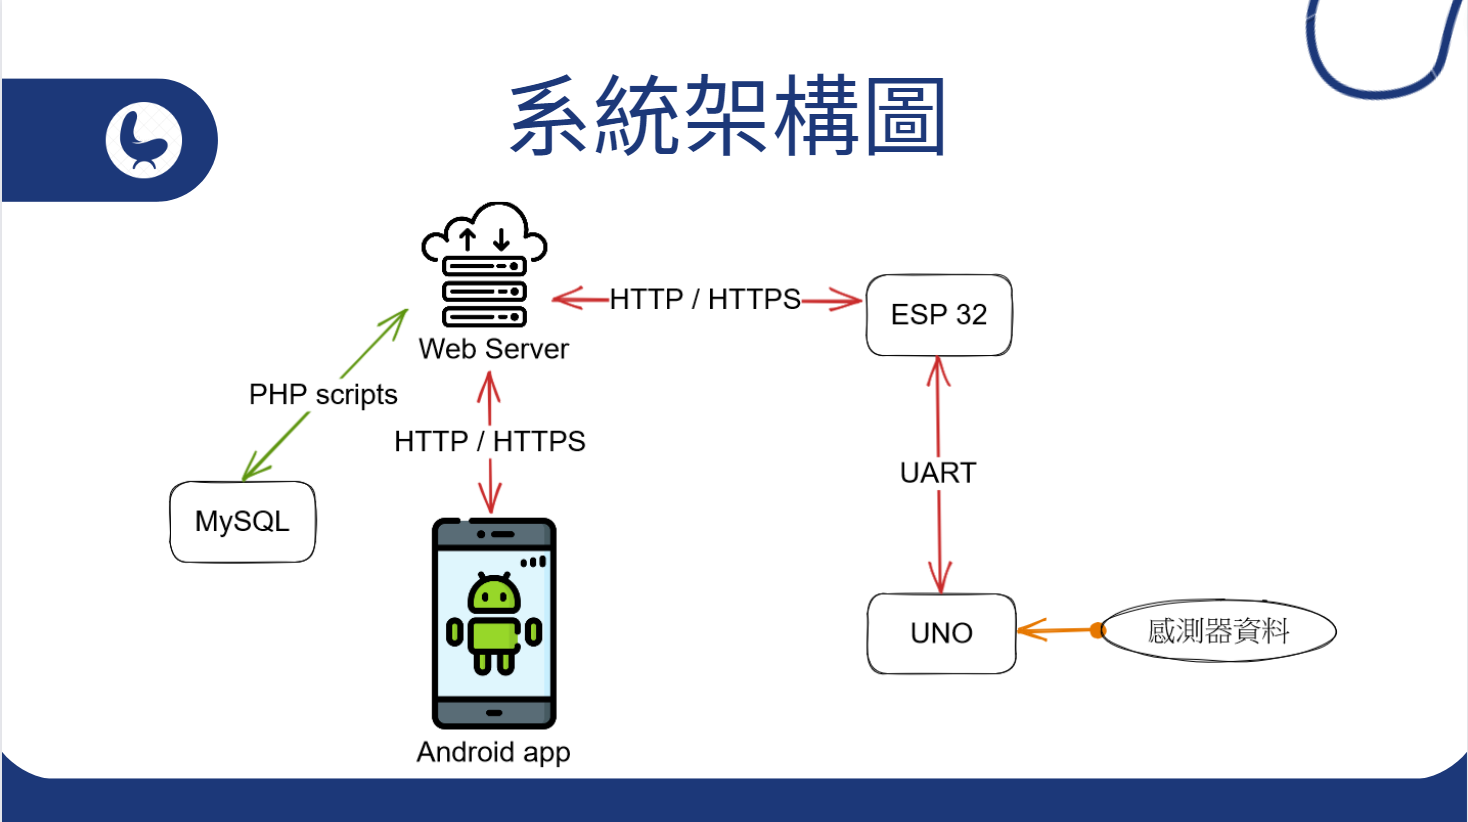 系統架構圖
HTTP / HTTPS
ESP 32
Web Server
PHP scripts
HTTP / HTTPS
UART
MySQL
UNO
感測器資料
Android app